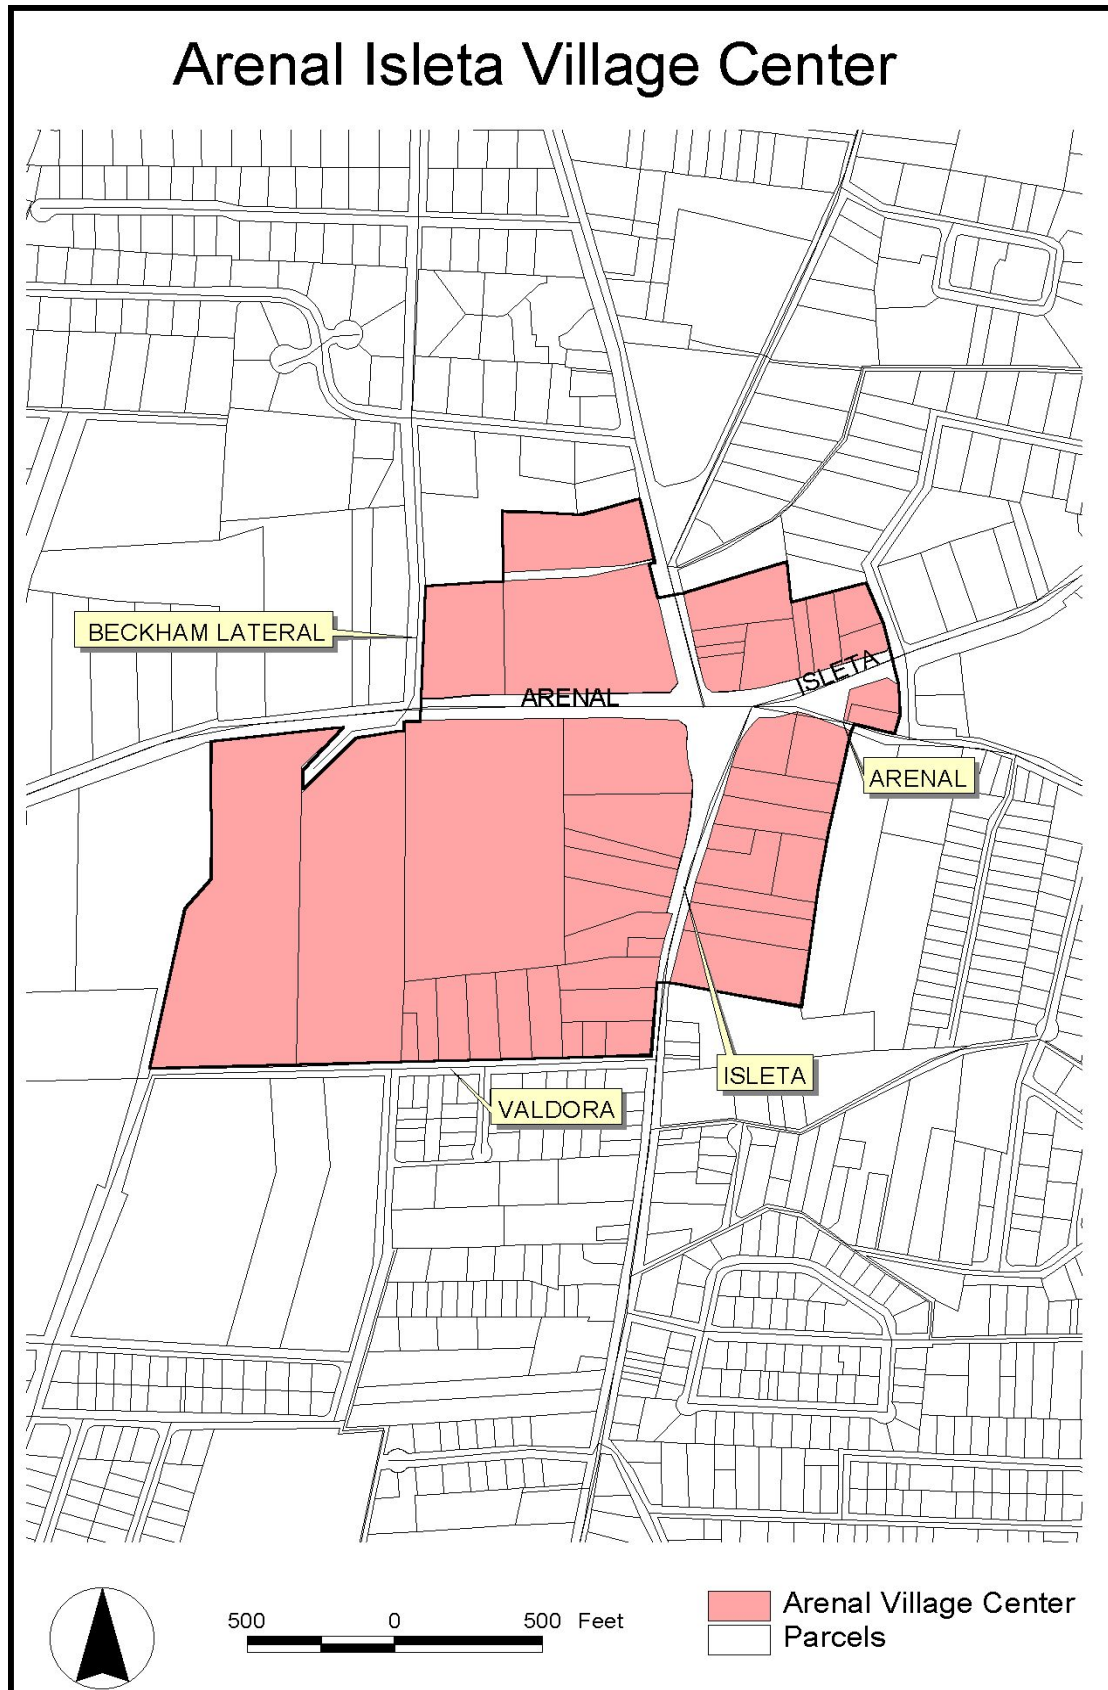 Arenal Isleta Village Center
BECKHAM LATERAL
ISLETA
ARENAL
ARENAL
ISLETA
VALDORA
500 0 500 Feet
Arenal Village Center
Parcels